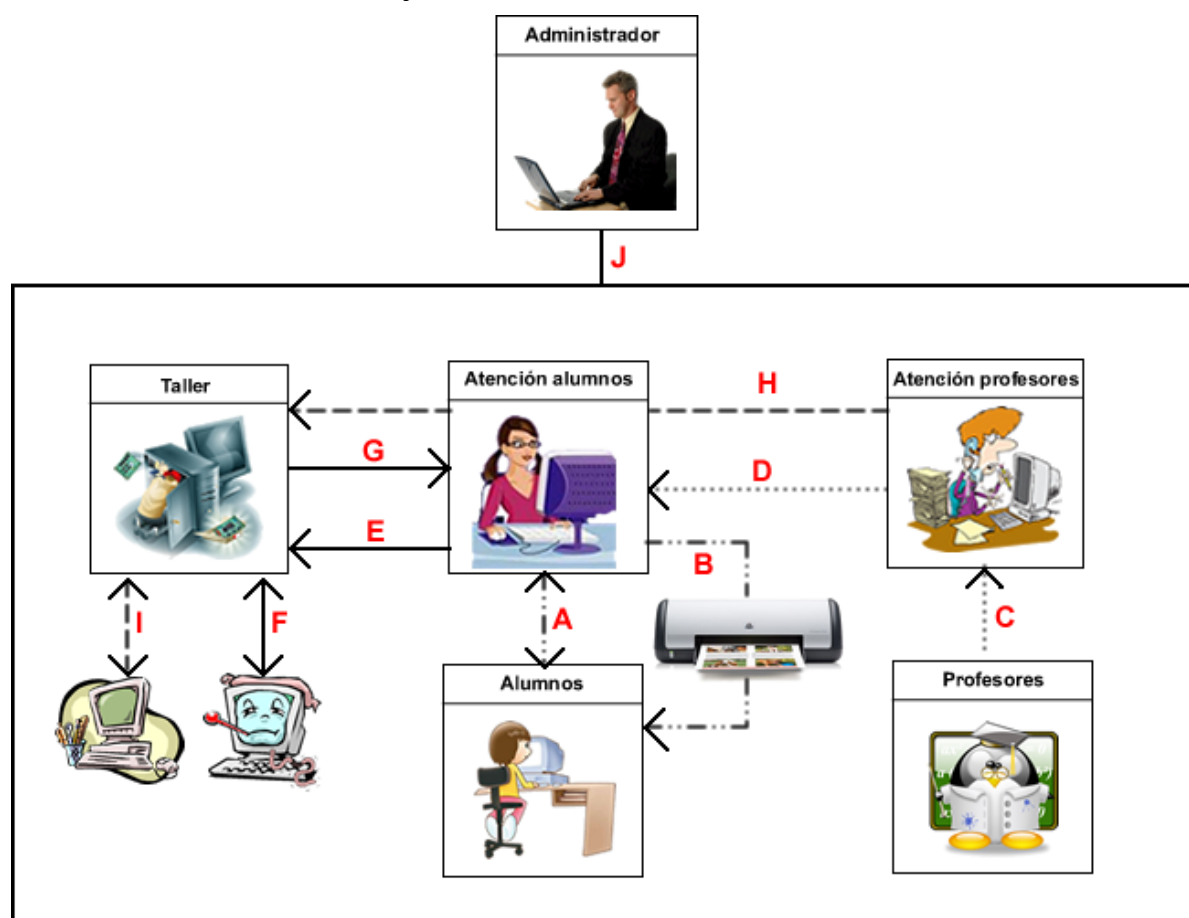 Administrador
J
Taller
Atención alumnos
Atención profesores
H
G
D
E
B
I
F
A
C
Alumnos
Profesores